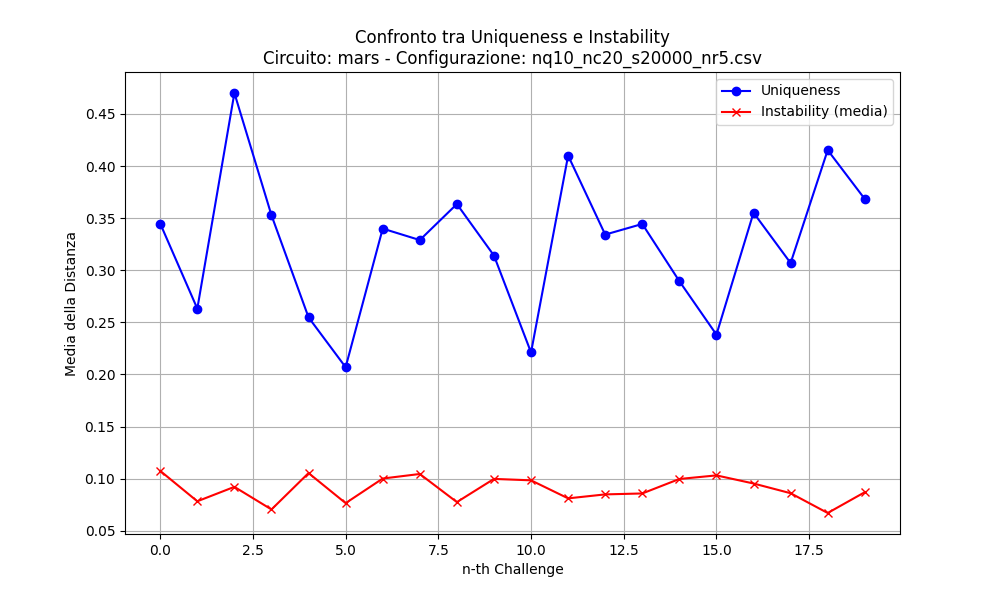 Confronto tra Uniqueness e Instability
Circuito: mars - Configurazione: nq10_nc20_s20000_nr5.csv
Uniqueness
Instability (media)
Media della Distanza
0.45
0.40
0.35
0.30
0.25
0.20
0.15
0.10
0.05
0.0 2.5 5.0 7.5 10.0 12.5 15.0 17.5
n-th Challenge